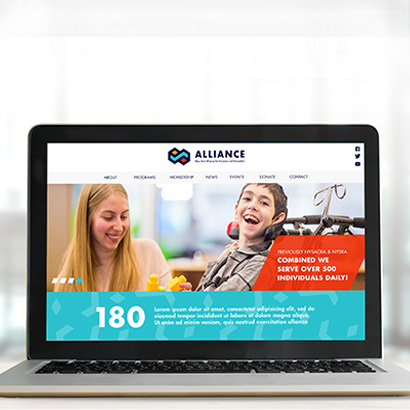 ALLIANCE
ABOUT PROGRAMS MEMBERSHIP NEWS EVENTS DONATE CONTACT
PREVIOUSLY NYSACRA & NYSRA
COMBINED WE
SERVE OVER 500
INDIVIDUALS DAILY!
180
Lorem ipsum dolor sit amet, consectetur adipisicing elit, sed do
eiusmod tempor incididunt ut labore et dolore magna aliqua.
Ut enim ad minim veniam, quis nostrud exercitation ullamco